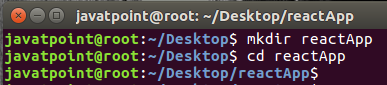 javatpoint@root: ~/Desktop/reactApp
javatpoint@root:~/Desktop$ mkdir reactApp
javatpoint@root:~/Desktop$ cd reactApp
javatpoint@root:~/Desktop/reactApp$